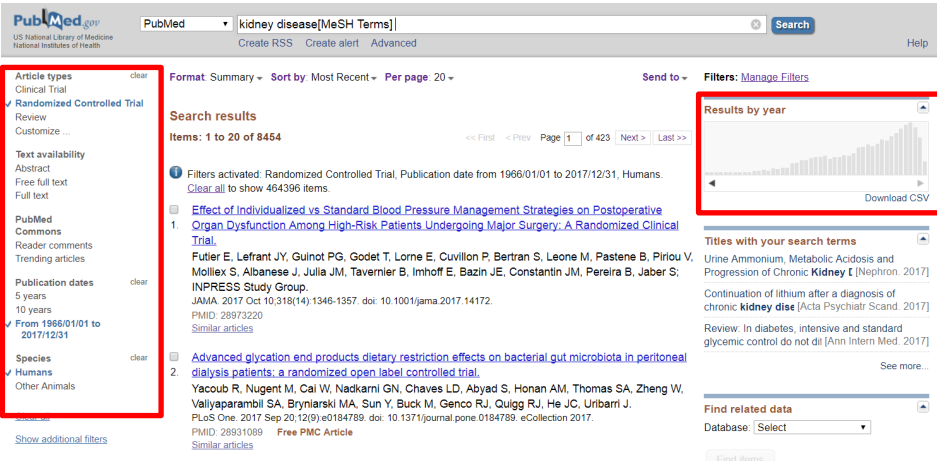 PubMed.gov
US National Library of Medicine
National Institutes of Health
PubMed
kidney disease[MeSH Terms]
Search
Create RSS Create alert Advanced
Help
Article types clear
Clinical Trial
Randomized Controlled Trial
Review
Customize ...
Text availability
Abstract
Free full text
Full text
PubMed
Commons
Reader comments
Trending articles
Publication dates clear
5 years
10 years
From 1966/01/01 to
2017/12/31
Species clear
Humans
Other Animals
Clear all
Show additional filters
Format: Summary Sort by: Most Recent Per page: 20
Send to
Search results
Items: 1 to 20 of 8454
<< First < Prev Page 1 of 423 Next > Last >>
Filters activated: Randomized Controlled Trial, Publication date from 1966/01/01 to 2017/12/31, Humans.
Clear all to show 464396 items.
Effect of Individualized vs Standard Blood Pressure Management Strategies on Postoperative
1. Organ Dysfunction Among High-Risk Patients Undergoing Major Surgery: A Randomized Clinical
Trial.
Futier E, Lefrant JY, Guinot PG, Godet T, Lorne E, Cuvillon P, Bertran S, Leone M, Pastene B, Piriou V,
Molliex S, Albanese J, Julia JM, Tavernier B, Imhoff E, Bazin JE, Constantin JM, Pereira B, Jaber S;
INPRESS Study Group.
JAMA. 2017 Oct 10;318(14):1346-1357. doi: 10.1001/jama.2017.14172.
PMID: 28973220
Similar articles
Advanced glycation end products dietary restriction effects on bacterial gut microbiota in peritoneal
2. dialysis patients; a randomized open label controlled trial.
Yacoub R, Nugent M, Cai W, Nadkarni GN, Chaves LD, Abyad S, Honan AM, Thomas SA, Zheng W,
Valiyaparambil SA, Bryniarski MA, Sun Y, Buck M, Genco RJ, Quigg RJ, He JC, Uribarri J.
PLoS One. 2017 Sep 20;12(9):e0184789. doi: 10.1371/journal.pone.0184789. eCollection 2017.
PMID: 28931089 Free PMC Article
Similar articles
Filters: Manage Filters
Results by year
Download CSV
Titles with your search terms
Urine Ammonium, Metabolic Acidosis and
Progression of Chronic Kidney D [Nephron. 2017]
Continuation of lithium after a diagnosis of
chronic kidney dise [Acta Psychiatr Scand. 2017]
Review: In diabetes, intensive and standard
glycemic control do not dif [Ann Intern Med. 2017]
See more...
Find related data
Database: Select
Find items